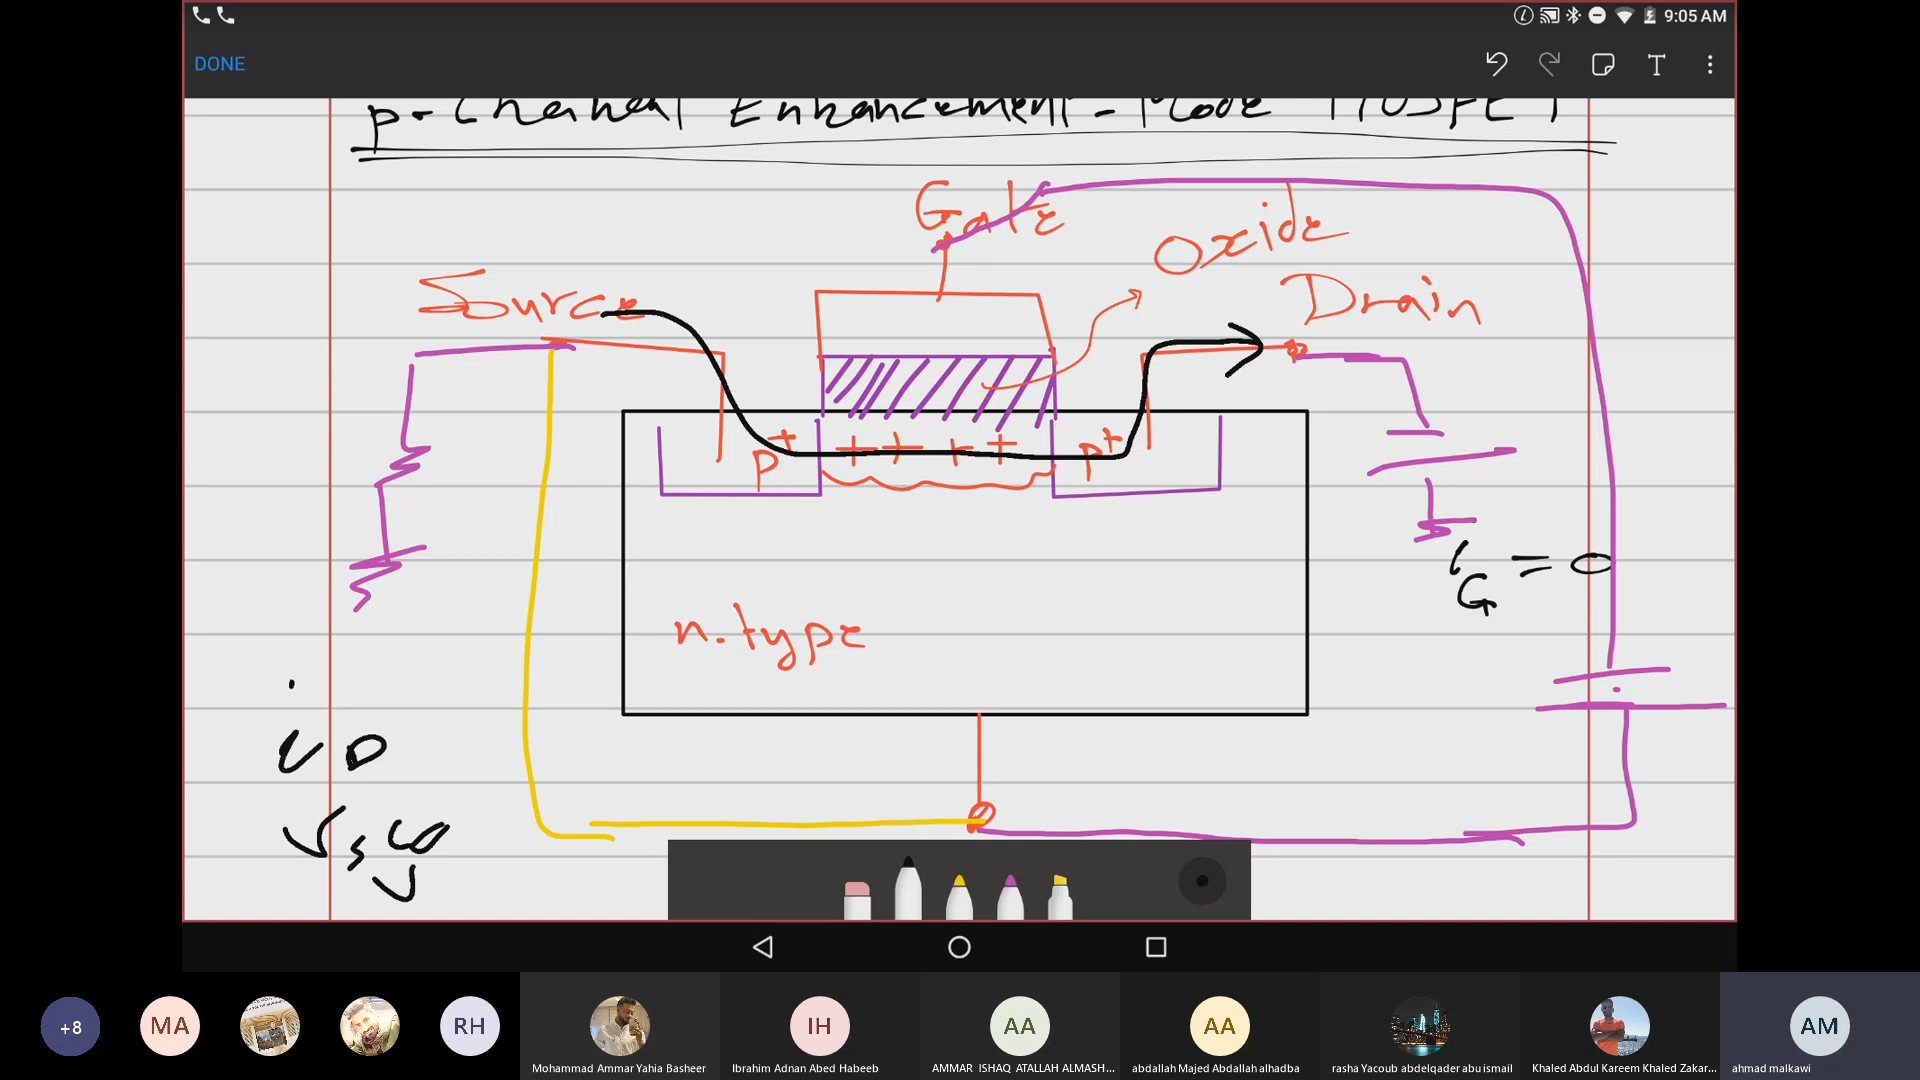 9:05 AM
DONE
T
p-Channel Enhancement-Mode MOSFET
Gate
Oxide
Source
Drain
p+ + + + + p+
iG = 0
n-type
iD
VSG
+8
MA
RH
IH
AA
AA
AM
Mohammad Ammar Yahia Basheer
Ibrahim Adnan Abed Habeeb
AMMAR ISHAQ ATALLAH ALMASH...
abdallah Majed Abdallah alhadba
rasha Yacoub abdelqader abu ismail
Khaled Abdul Kareem Khaled Zakar...
ahmad malkawi